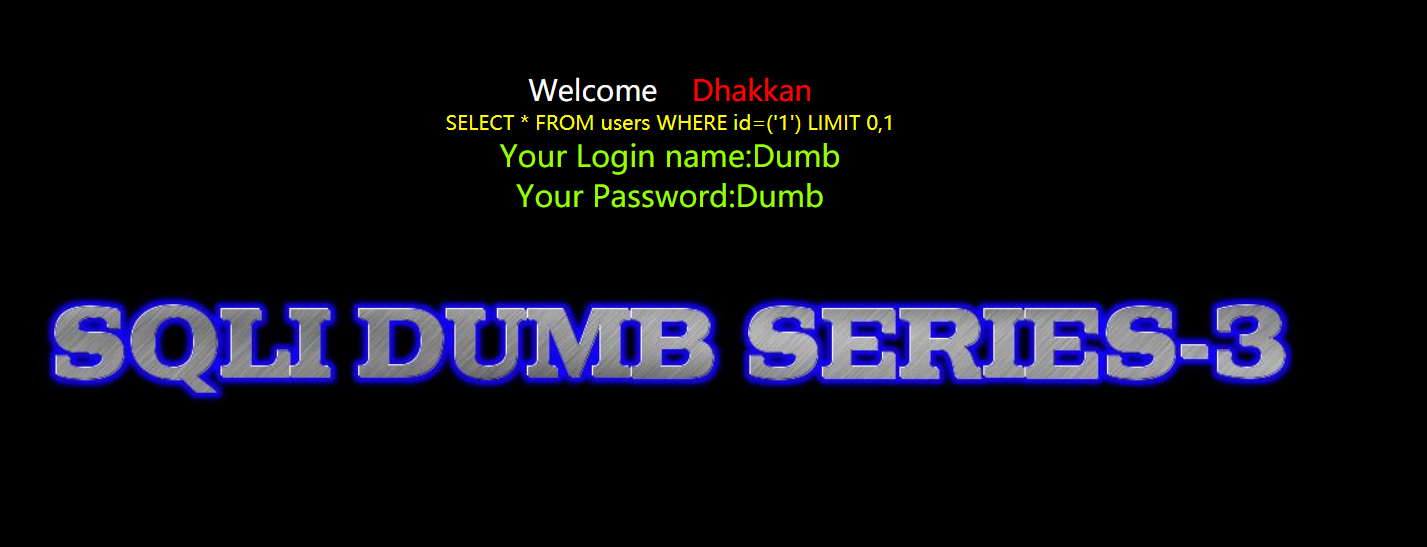 Welcome Dhakkan
SELECT * FROM users WHERE id=('1') LIMIT 0,1
Your Login name:Dumb
Your Password:Dumb
SQLI DUMB SERIES-3